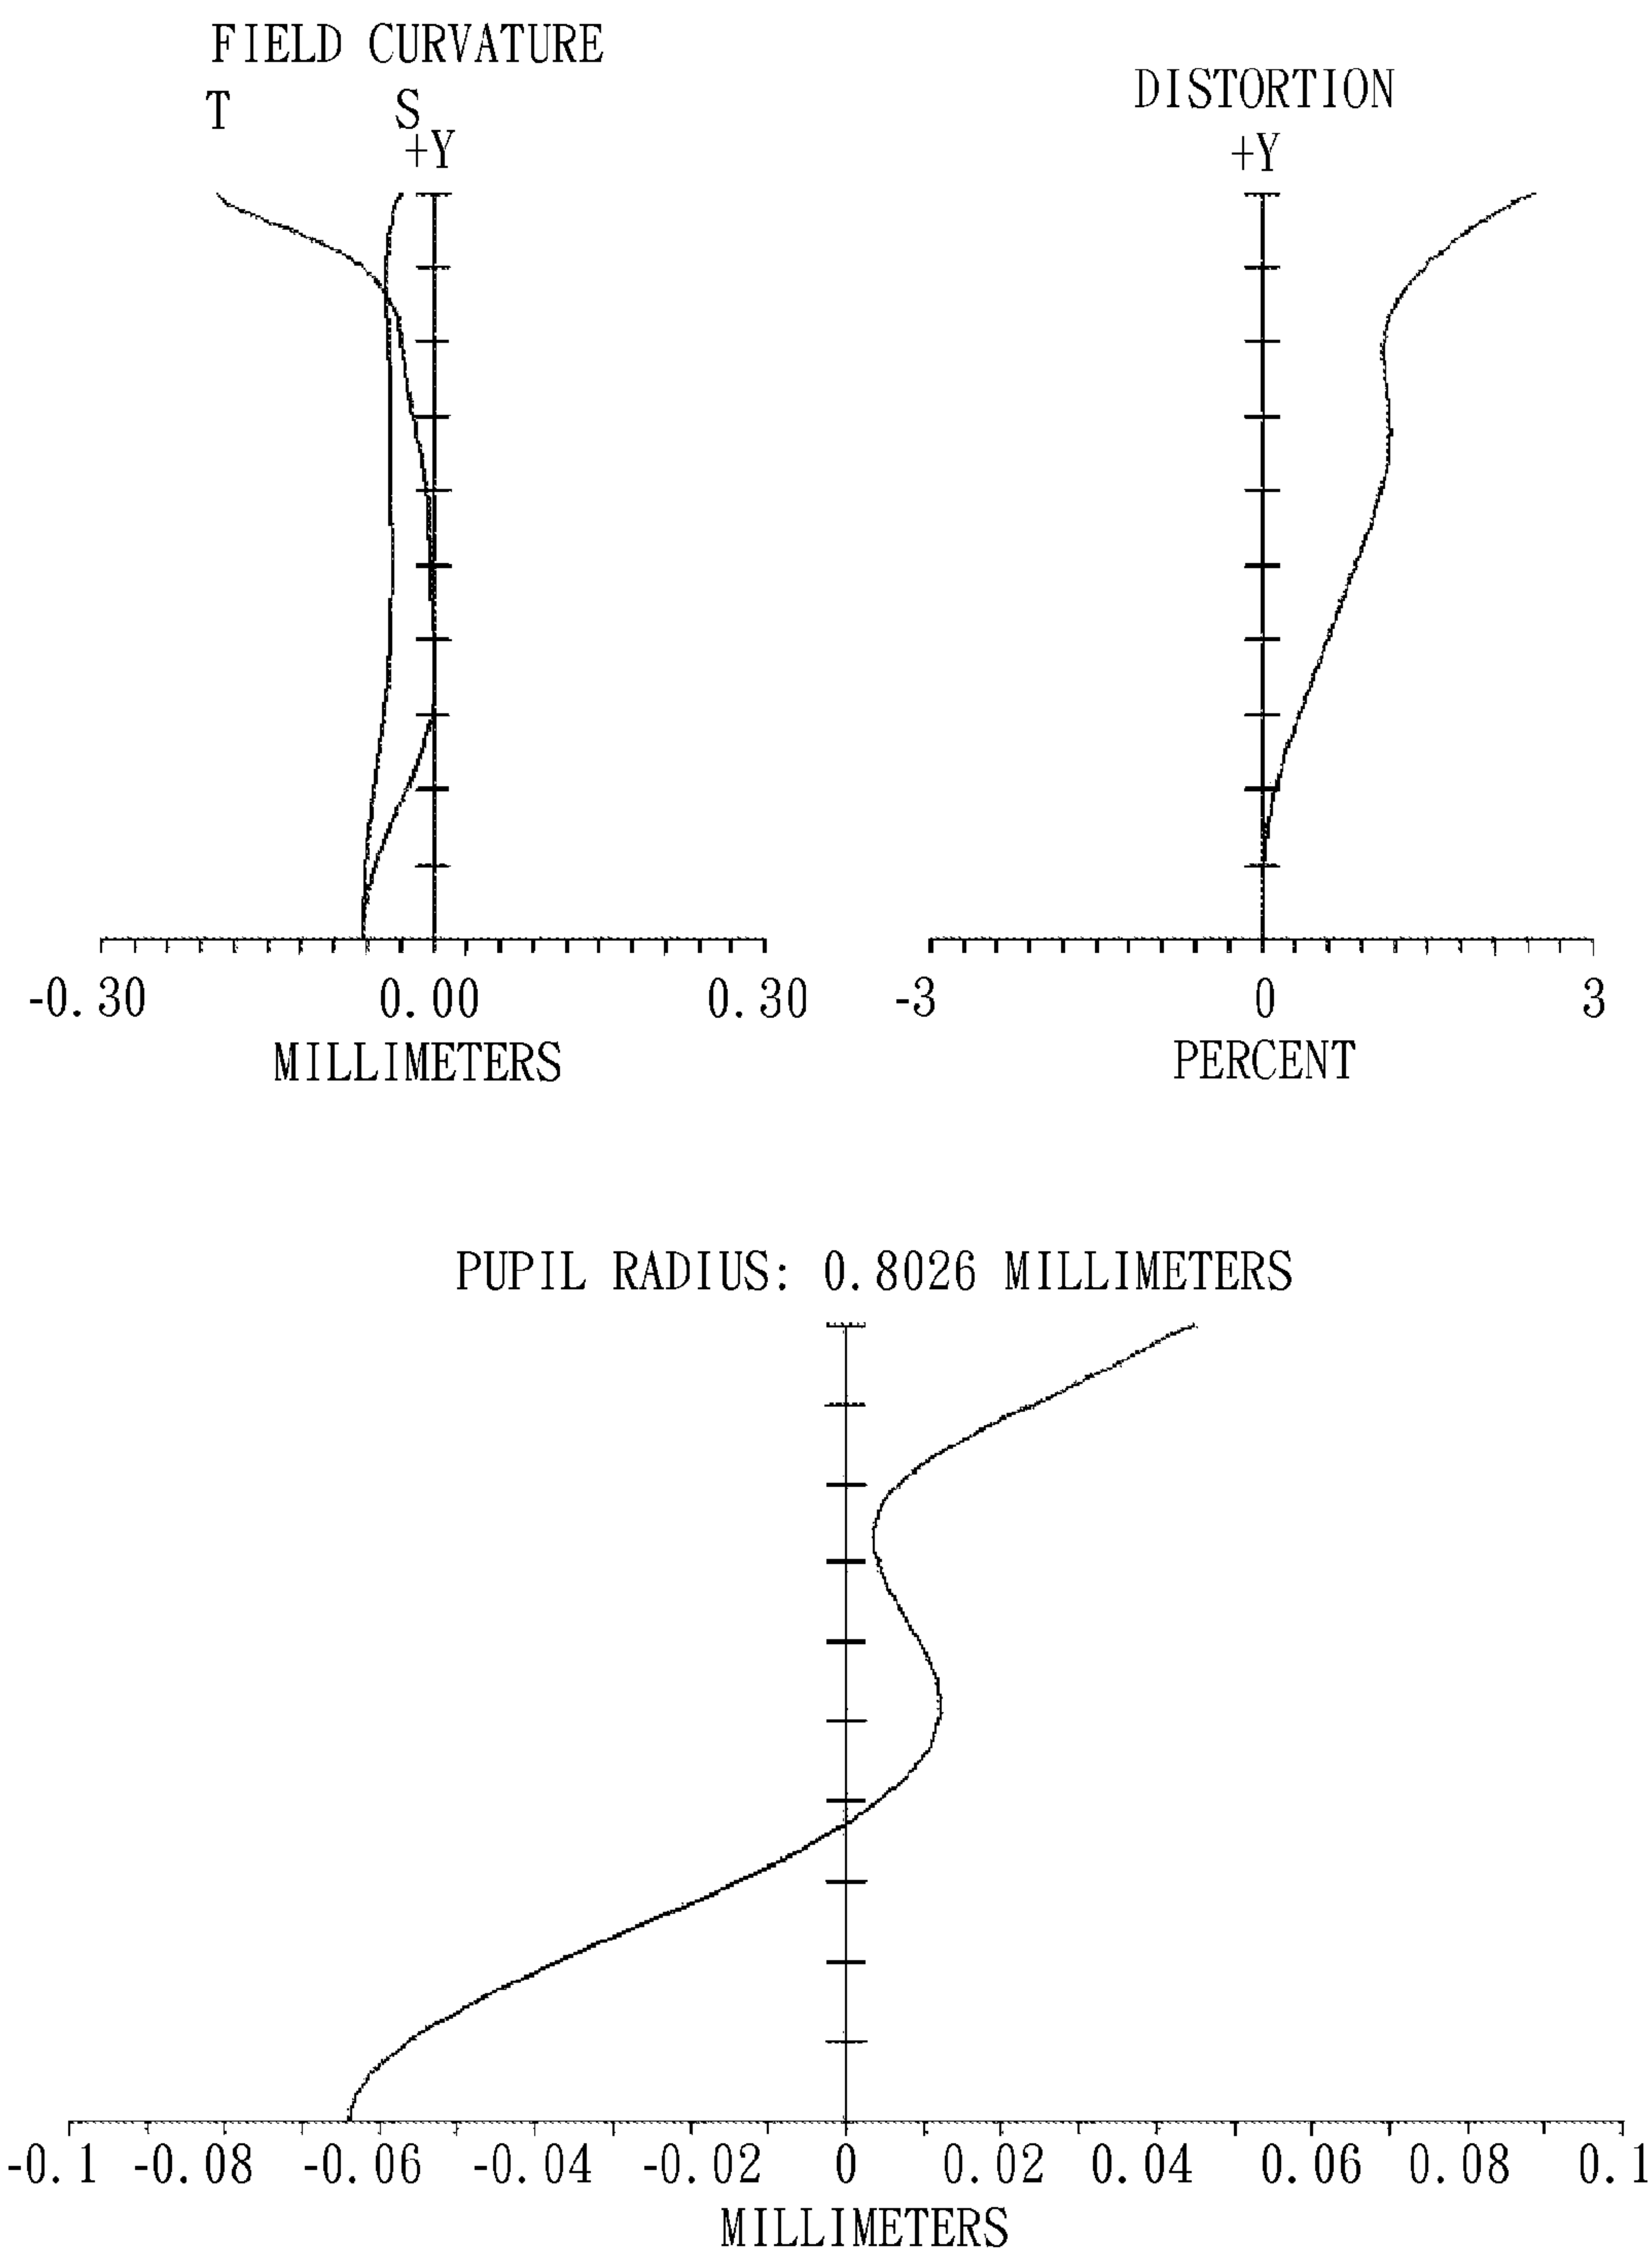 FIELD CURVATURE
T S
+Y
-0.30 0.00 0.30
MILLIMETERS
DISTORTION
+Y
-3 0 3
PERCENT
PUPIL RADIUS: 0.8026 MILLIMETERS
-0.1 -0.08 -0.06 -0.04 -0.02 0 0.02 0.04 0.06 0.08 0.1
MILLIMETERS